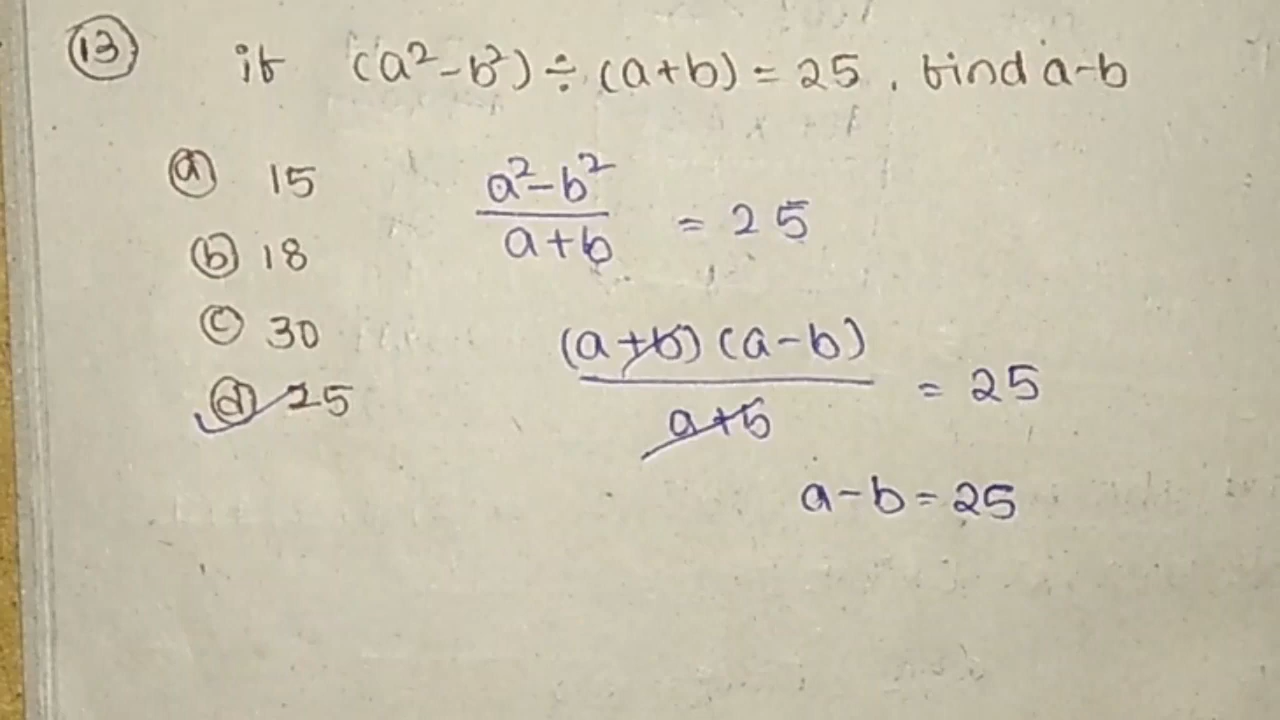 (13) if (a²-b²) ÷ (a+b) = 25, find a-b
(a) 15
(b) 18
(c) 30
(d) 25
a²-b² / a+b = 25
(a+b) (a-b) / a+b = 25
a-b = 25